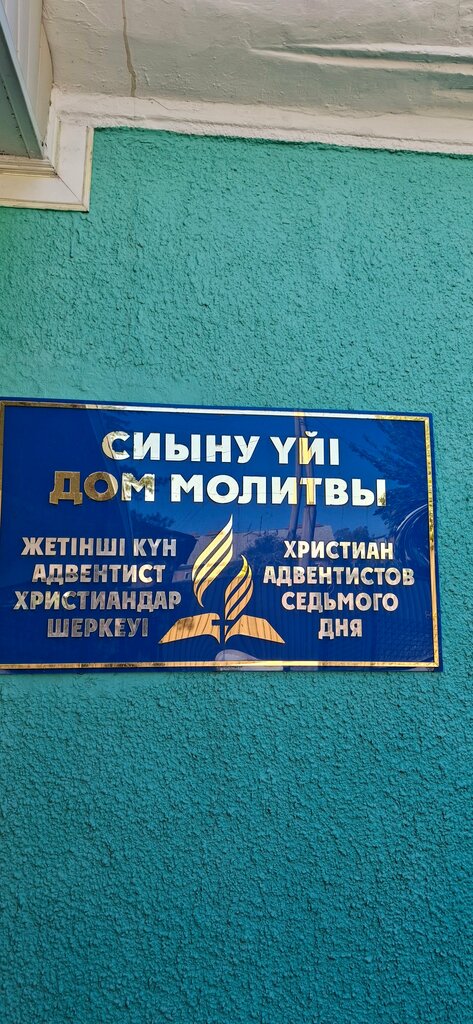 СИЫНУ ҮЙІ
ДОМ МОЛИТВЫ
ЖЕТІНШІ КҮН
АДВЕНТИСТ
ХРИСТИАНДАР
ШЕРКЕУІ
ХРИСТИАН
АДВЕНТИСТОВ
СЕДЬМОГО
ДНЯ